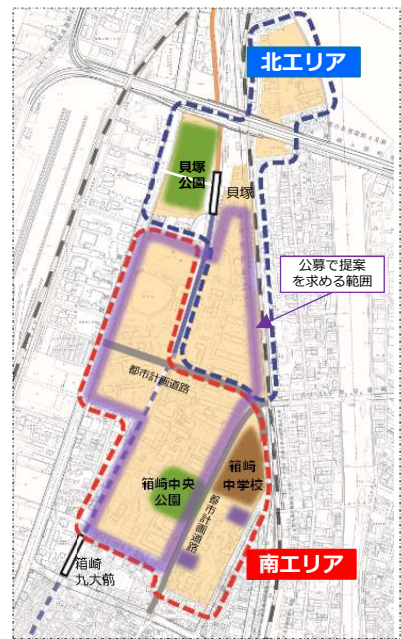 北エリア
貝塚
公園
貝塚
公募で提案
を求める範囲
都市計画道路
箱崎
中学校
箱崎中央
公園
都市計画道路
南エリア
箱崎
九大前